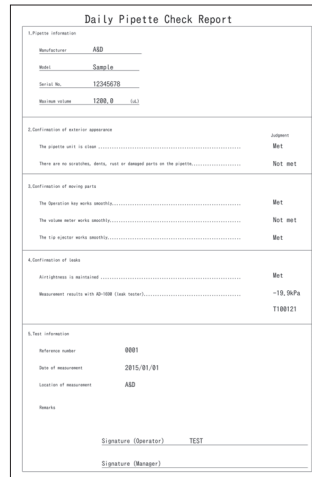 Daily Pipette Check Report
1.Pipette information
Manufacturer A&D
Model Sample
Serial No. 12345678
Maximum volume 1200.0 (uL)
2.Confirmation of exterior appearance
Judgment
The pipette unit is clean ........ Met
There are no scratches, dents, rust or damaged parts on the pipette........ Not met
3.Confirmation of moving parts
The Operation key works smoothly........ Met
The volume meter works smoothly........ Not met
The tip ejector works smoothly........ Met
4.Confirmation of leaks
Airtightness is maintained ........ Met
Measurement results with AD-1690 (leak tester)........ -19.9kPa
T100121
5.Test information
Reference number 0001
Date of measurement 2015/01/01
Location of measurement A&D
Remarks
Signature (Operator) TEST
Signature (Manager)